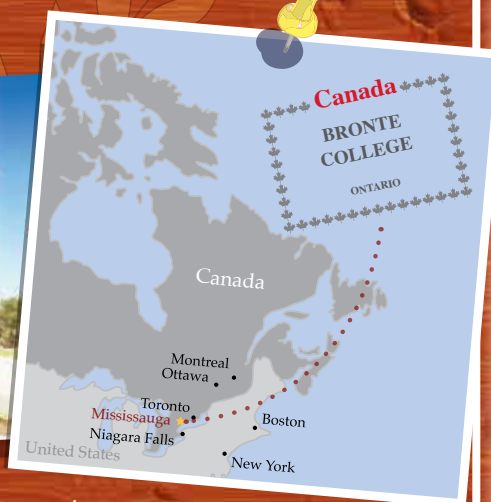 Canada
BRONTE
COLLEGE
ONTARIO
Canada
Montreal
Ottawa
Toronto
Mississauga
Niagara Falls
Boston
New York
United States